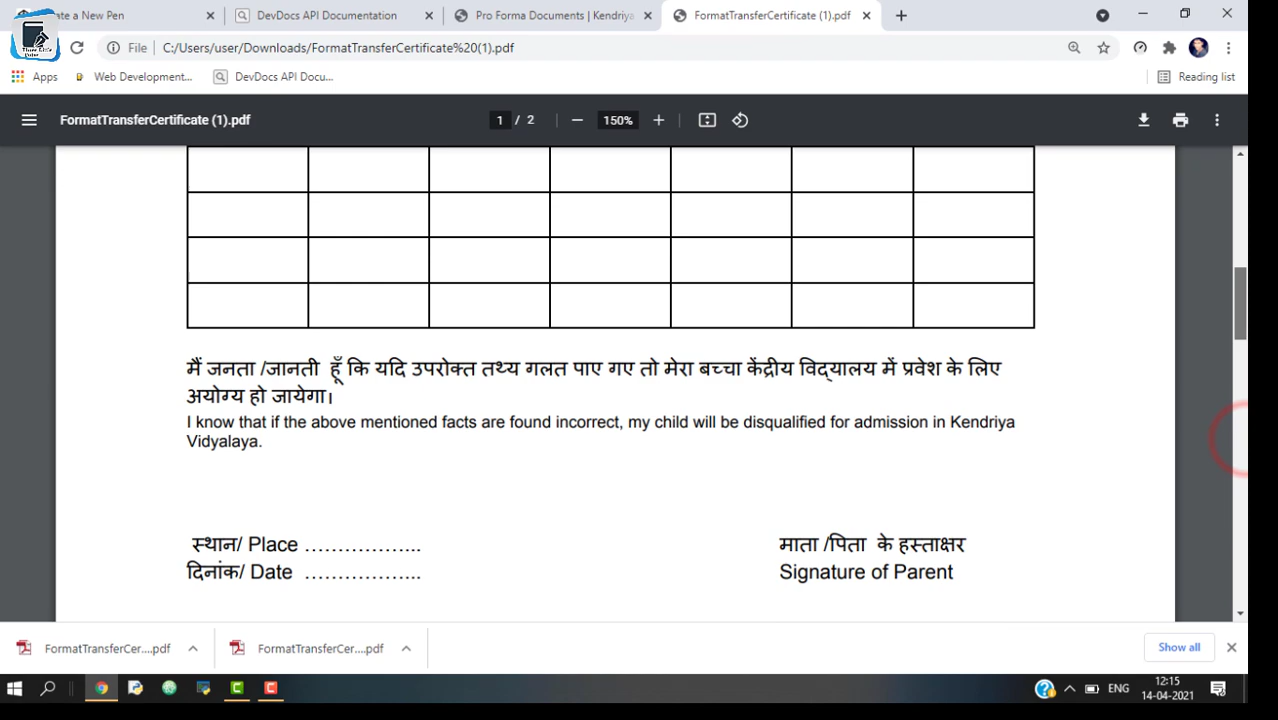 ate a New Pen
DevDocs API Documentation
Pro Forma Documents | Kendriya
FormatTransferCertificate (1).pdf
File
C:/Users/user/Downloads/FormatTransferCertificate%20(1).pdf
Apps
Web Development...
DevDocs API Docu...
Reading list
FormatTransferCertificate (1).pdf
1 / 2
150%
मैं जनता /जानती हूँ कि यदि उपरोक्त तथ्य गलत पाए गए तो मेरा बच्चा केंद्रीय विद्यालय में प्रवेश के लिए
अयोग्य हो जायेगा।
I know that if the above mentioned facts are found incorrect, my child will be disqualified for admission in Kendriya
Vidyalaya.
स्थान/ Place ………………...
माता /पिता के हस्ताक्षर
दिनांक/ Date ………………...
Signature of Parent
FormatTransferCer....pdf
FormatTransferCer....pdf
Show all
ENG
12:15
14-04-2021